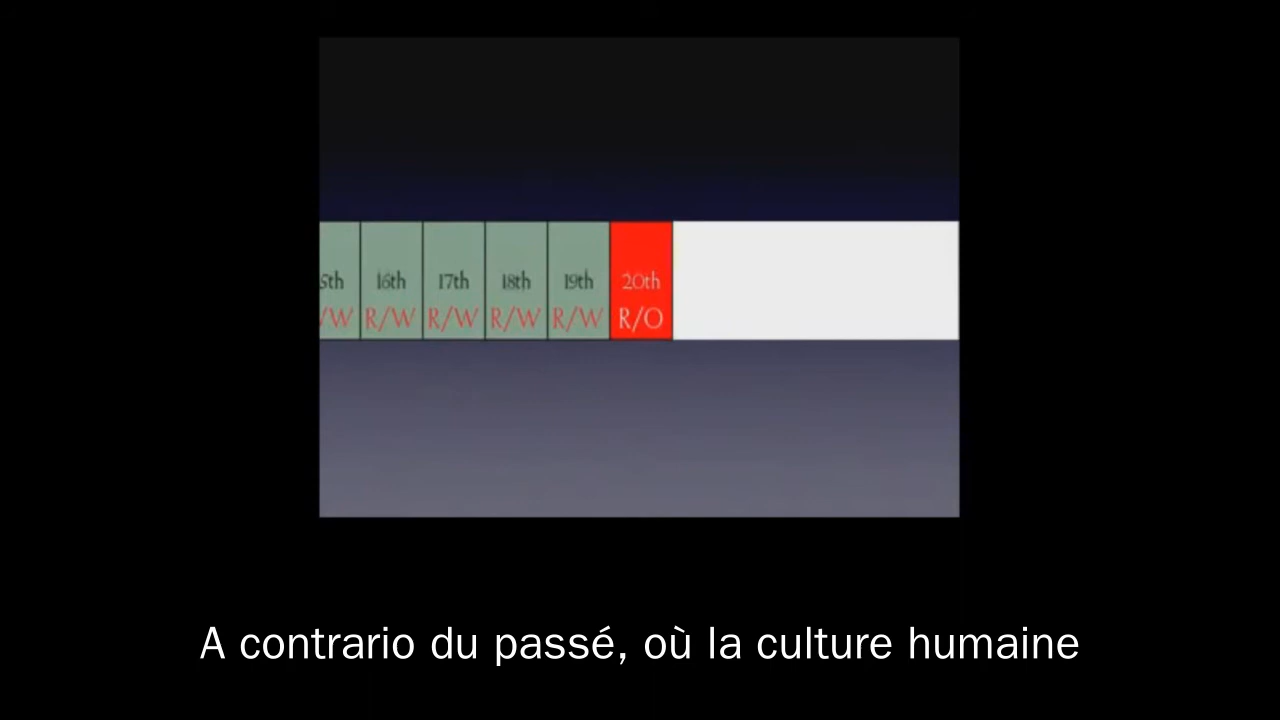 5th 16th 17th 18th 19th 20th
/W R/W R/W R/W R/W R/O
A contrario du passé, où la culture humaine